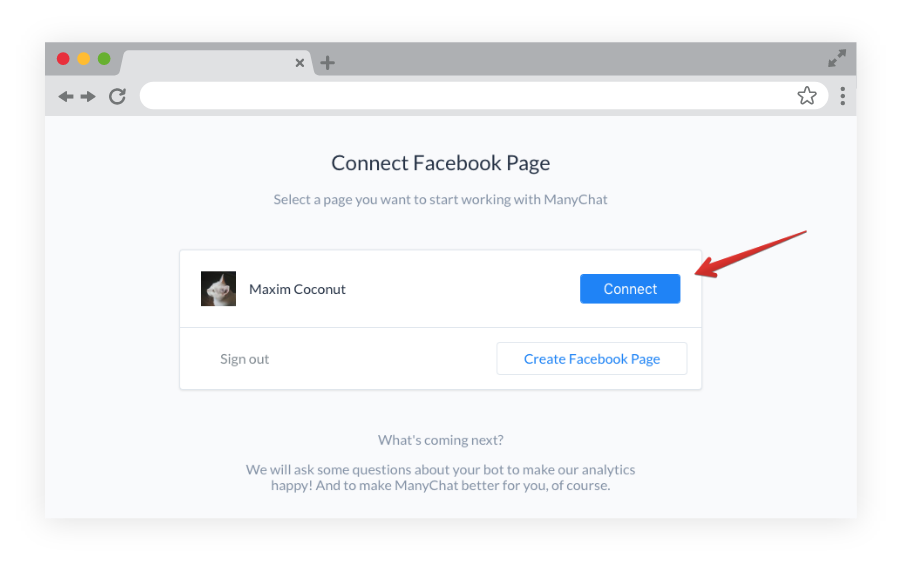 Connect Facebook Page
Select a page you want to start working with ManyChat
Maxim Coconut
Connect
Sign out
Create Facebook Page
What's coming next?
We will ask some questions about your bot to make our analytics
happy! And to make ManyChat better for you, of course.